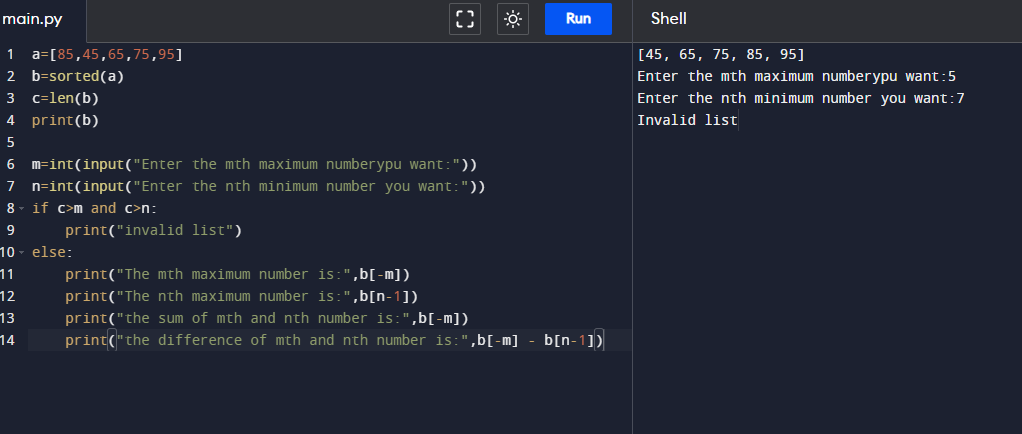 main.py
Run
Shell
1 a=[85,45,65,75,95]
2 b=sorted(a)
3 c=len(b)
4 print(b)
5
6 m=int(input("Enter the mth maximum numberypu want:"))
7 n=int(input("Enter the nth minimum number you want:"))
8 if c>m and c>n:
9     print("invalid list")
10 else:
11     print("The mth maximum number is:",b[-m])
12     print("The nth maximum number is:",b[n-1])
13     print("the sum of mth and nth number is:",b[-m])
14     print("the difference of mth and nth number is:",b[-m] - b[n-1])
[45, 65, 75, 85, 95]
Enter the mth maximum numberypu want:5
Enter the nth minimum number you want:7
Invalid list